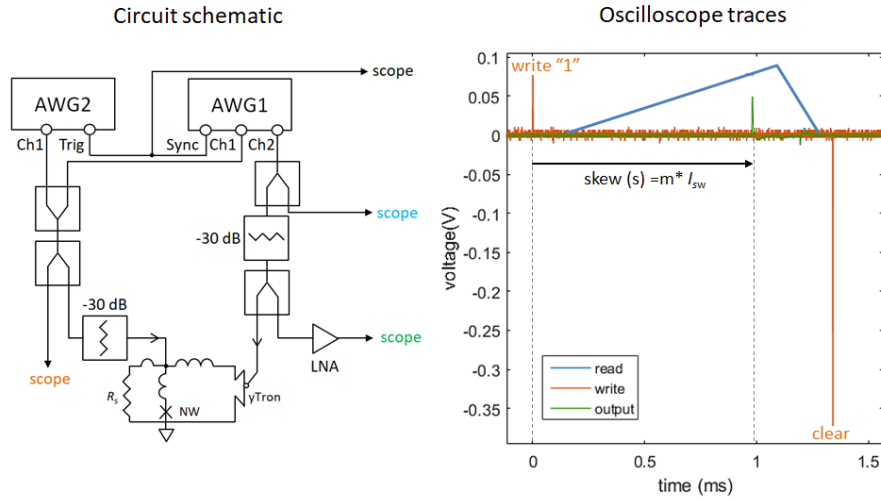 Circuit schematic
AWG2
AWG1
scope
Ch1
Trig
Sync
Ch1
Ch2
scope
-30 dB
-30 dB
scope
LNA
scope
Rs
NW
yTron
Oscilloscope traces
write “1”
skew (s) =m* Isw
clear
read
write
output
voltage(V)
0.1
0.05
0
-0.05
-0.1
-0.15
-0.2
-0.25
-0.3
-0.35
0
0.5
1
1.5
time (ms)